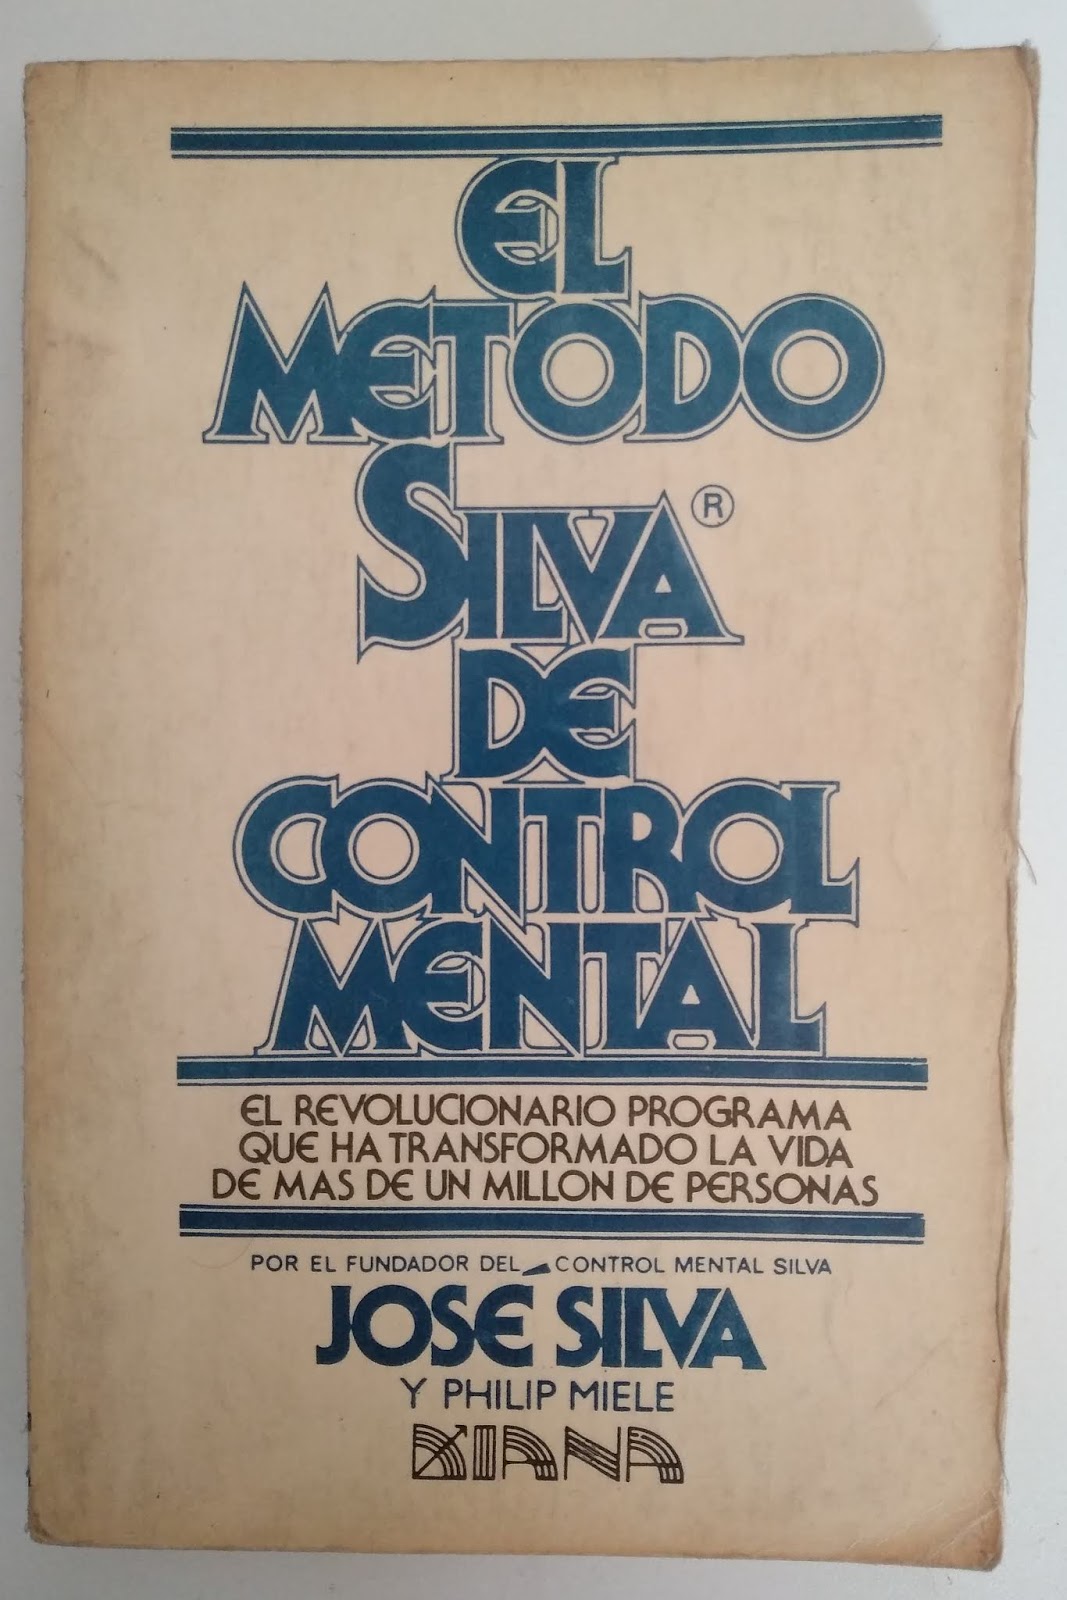 EL
METODO
SILVA®
DE
CONTROL
MENTAL
EL REVOLUCIONARIO PROGRAMA
QUE HA TRANSFORMADO LA VIDA
DE MAS DE UN MILLON DE PERSONAS
POR EL FUNDADOR DEL CONTROL MENTAL SILVA
JOSÉ SILVA
Y PHILIP MIELE
DIANA